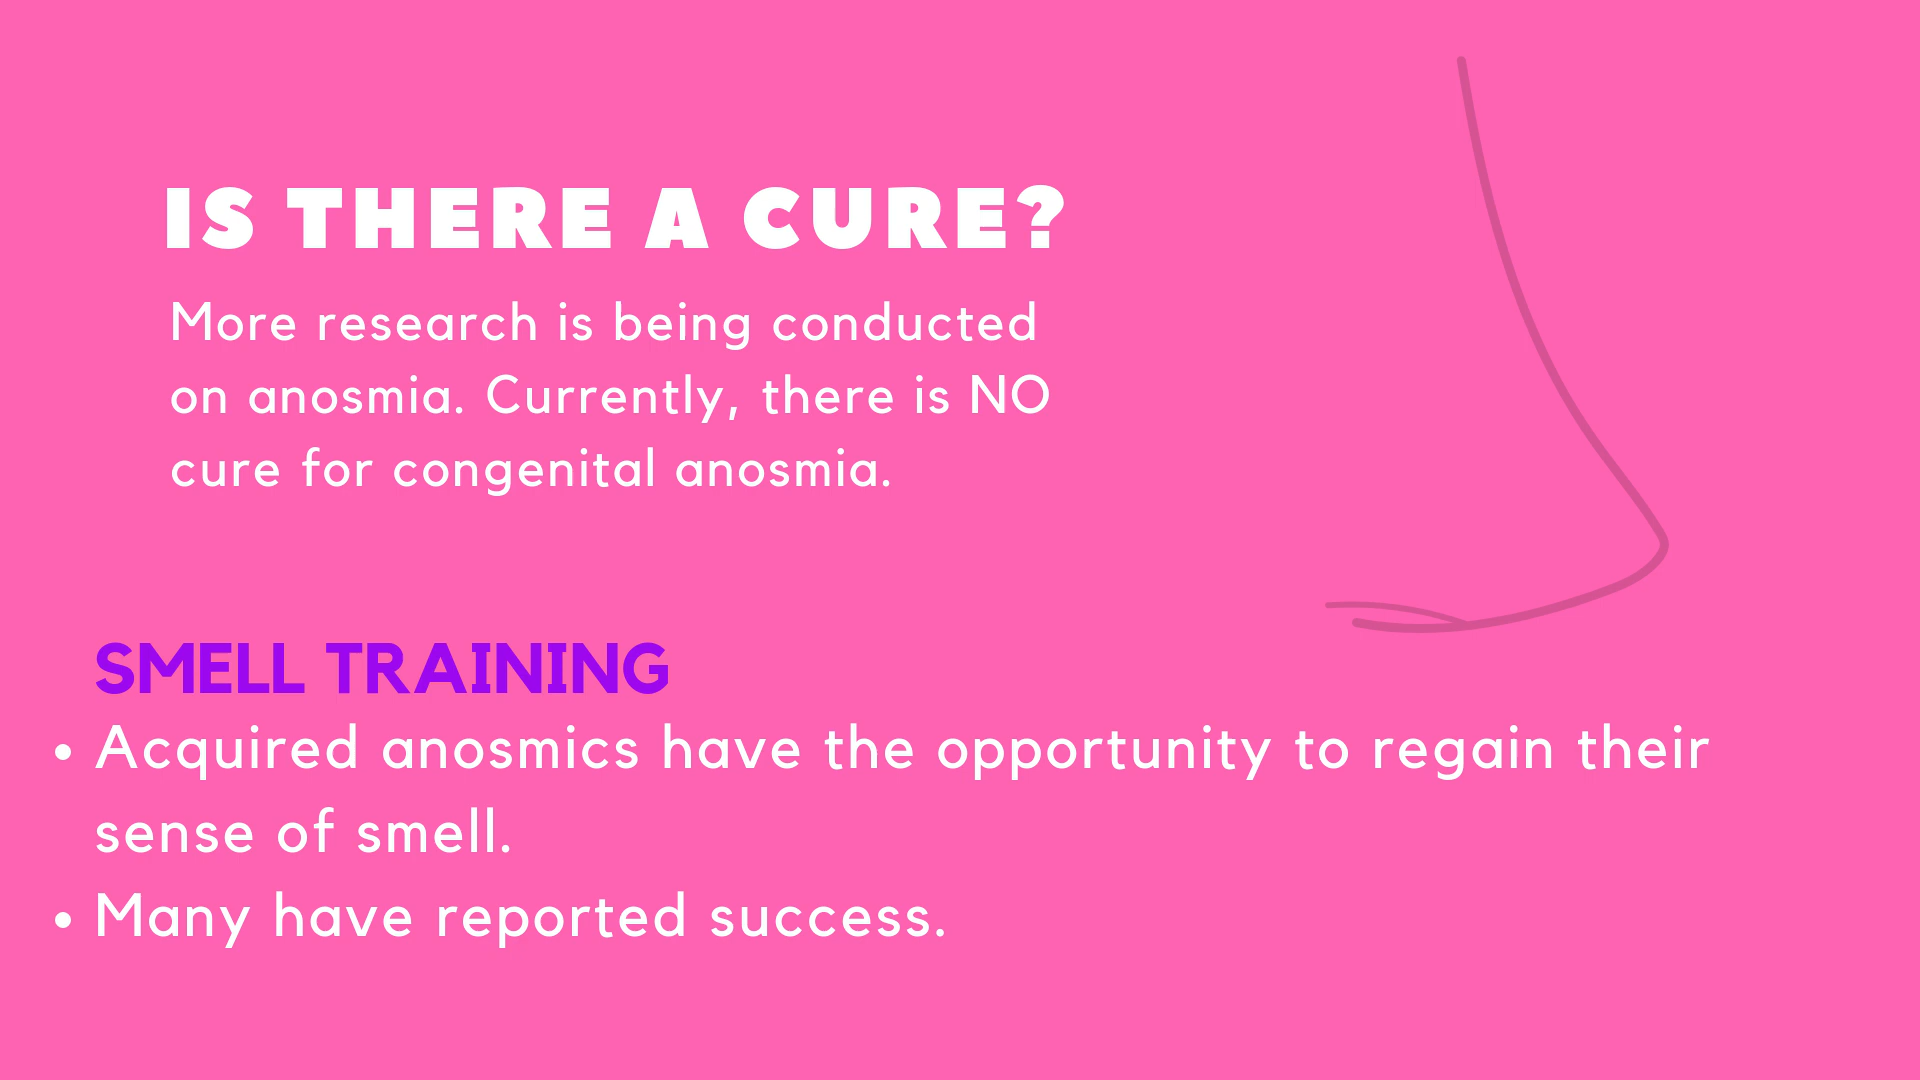 IS THERE A CURE?
More research is being conducted
on anosmia. Currently, there is NO
cure for congenital anosmia.
SMELL TRAINING
• Acquired anosmics have the opportunity to regain their
sense of smell.
• Many have reported success.